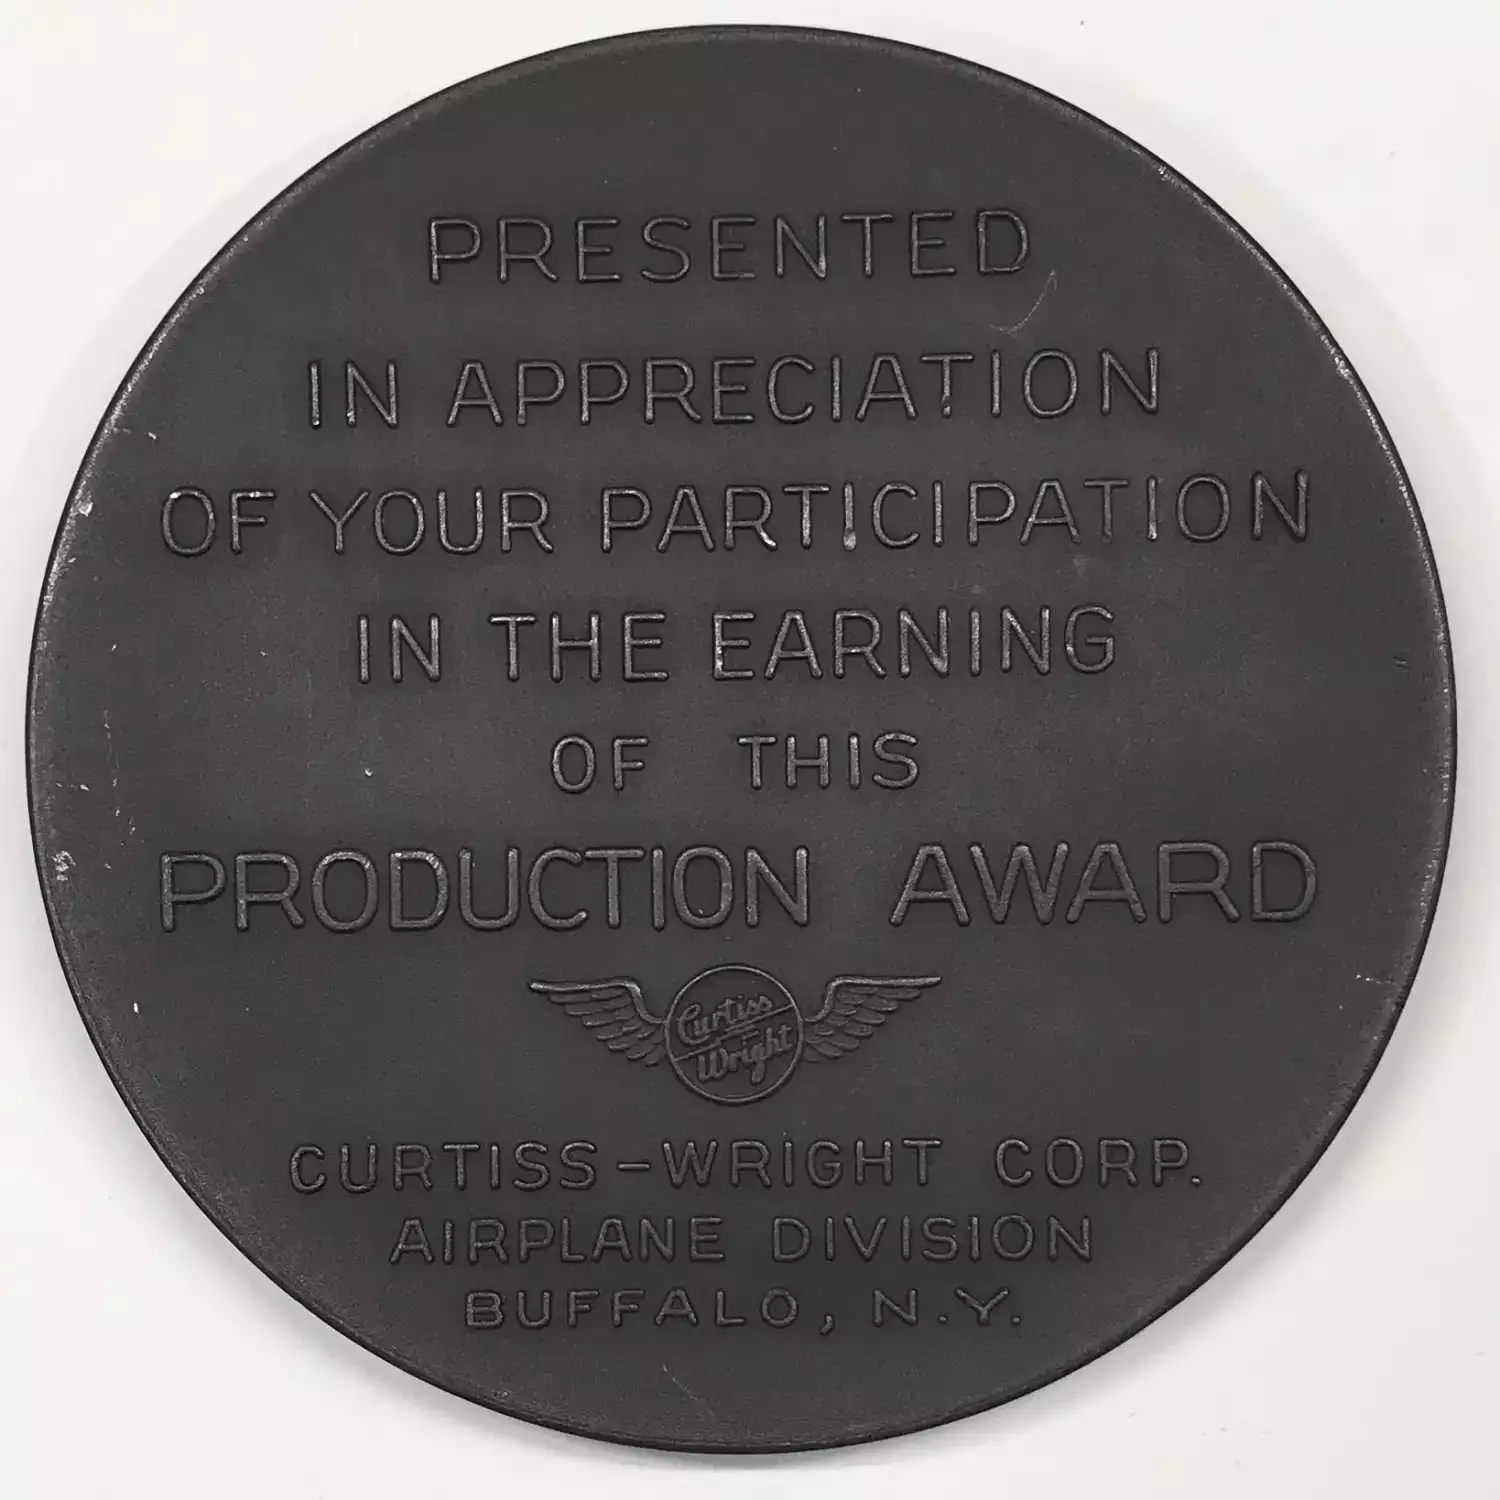 PRESENTED
IN APPRECIATION
OF YOUR PARTICIPATION
IN THE EARNING
OF THIS
PRODUCTION AWARD
Curtiss
Wright
CURTISS-WRIGHT CORP.
AIRPLANE DIVISION
BUFFALO, N.Y.